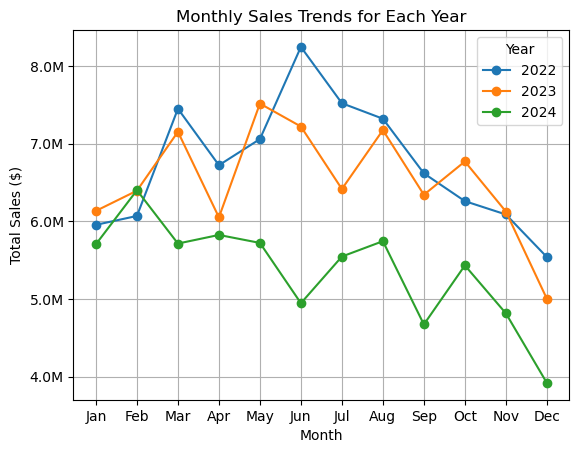 Monthly Sales Trends for Each Year
Year
2022
2023
2024
8.0M
7.0M
6.0M
5.0M
4.0M
Total Sales ($)
Jan Feb Mar Apr May Jun Jul Aug Sep Oct Nov Dec
Month